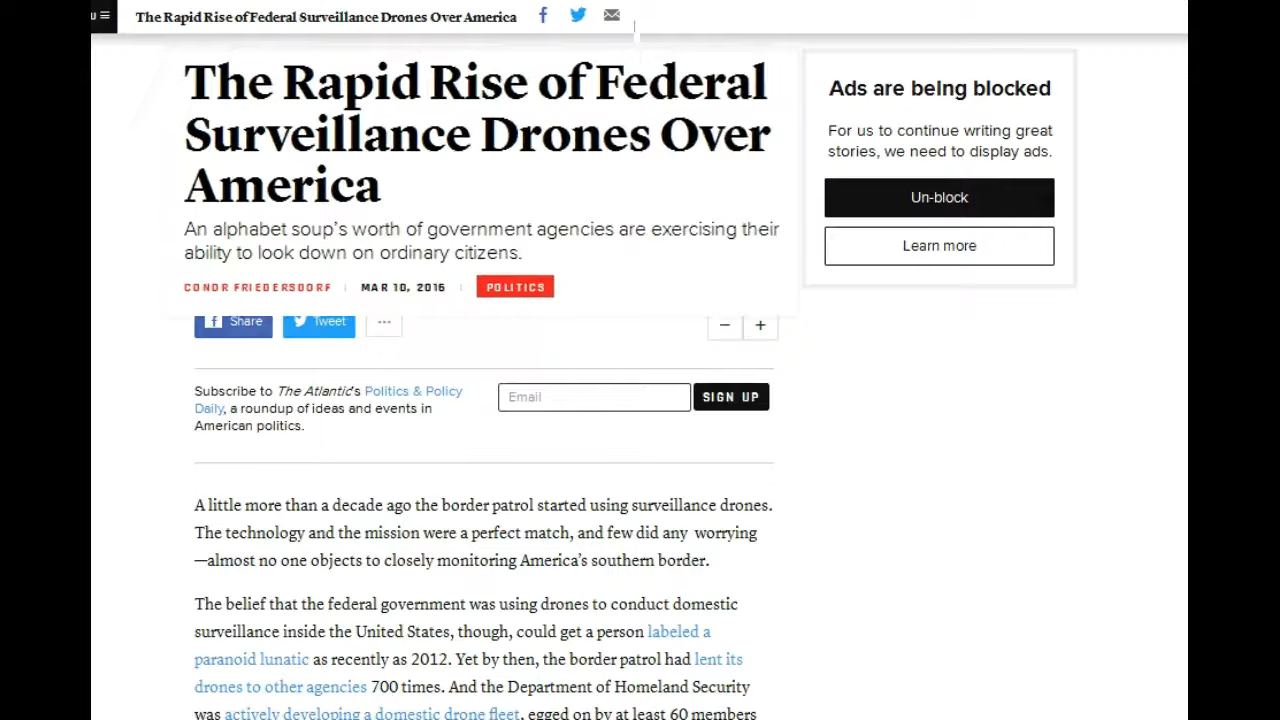 The Rapid Rise of Federal Surveillance Drones Over America
The Rapid Rise of Federal
Surveillance Drones Over
America
An alphabet soup’s worth of government agencies are exercising their
ability to look down on ordinary citizens.
CONOR FRIEDERSDORF | MAR 10, 2016 | POLITICS
Share Tweet ... − +
Subscribe to The Atlantic's Politics & Policy
Daily, a roundup of ideas and events in
American politics.
Email SIGN UP
A little more than a decade ago the border patrol started using surveillance drones.
The technology and the mission were a perfect match, and few did any worrying
—almost no one objects to closely monitoring America’s southern border.
The belief that the federal government was using drones to conduct domestic
surveillance inside the United States, though, could get a person labeled a
paranoid lunatic as recently as 2012. Yet by then, the border patrol had lent its
drones to other agencies 700 times. And the Department of Homeland Security
was actively developing a domestic drone fleet, egged on by at least 60 members
Ads are being blocked
For us to continue writing great
stories, we need to display ads.
Un-block
Learn more